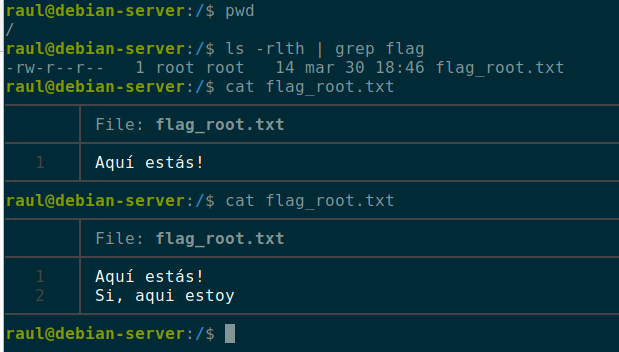 raul@debian-server:/$ pwd
/
raul@debian-server:/$ ls -rlth | grep flag
-rw-r--r--   1 root root   14 mar 30 18:46 flag_root.txt
raul@debian-server:/$ cat flag_root.txt
File: flag_root.txt
1 Aquí estás!
raul@debian-server:/$ cat flag_root.txt
File: flag_root.txt
1 Aquí estás!
2 Si, aqui estoy
raul@debian-server:/$